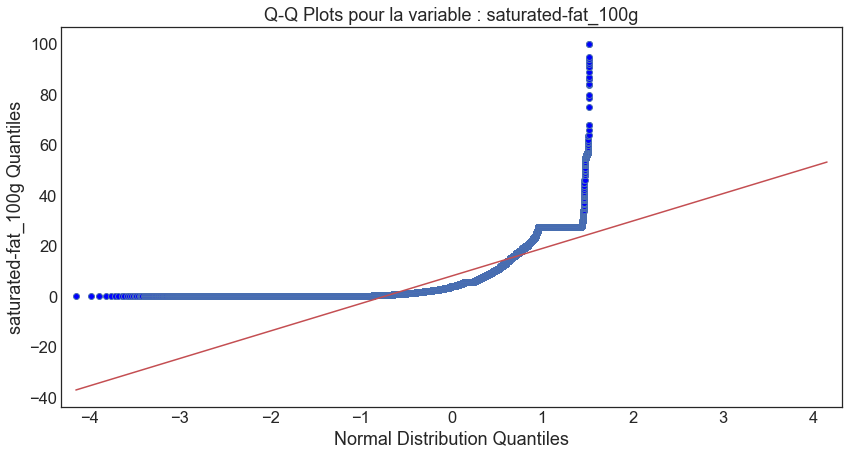 Q-Q Plots pour la variable : saturated-fat_100g
saturated-fat_100g Quantiles
100
80
60
40
20
0
−20
−40
−4 −3 −2 −1 0 1 2 3 4
Normal Distribution Quantiles